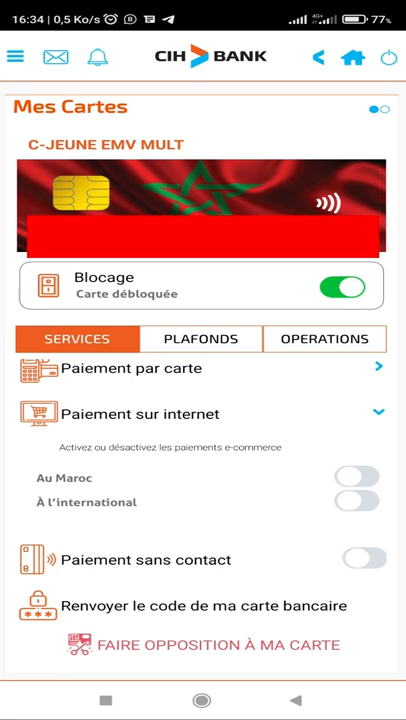 16:34 | 0,5 Ko/s
4G+
77%
CIH BANK
Mes Cartes
C-JEUNE EMV MULT
Blocage
Carte débloquée
SERVICES
PLAFONDS
OPERATIONS
Paiement par carte
Paiement sur internet
Activez ou désactivez les paiements e-commerce
Au Maroc
À l'international
Paiement sans contact
Renvoyer le code de ma carte bancaire
FAIRE OPPOSITION À MA CARTE